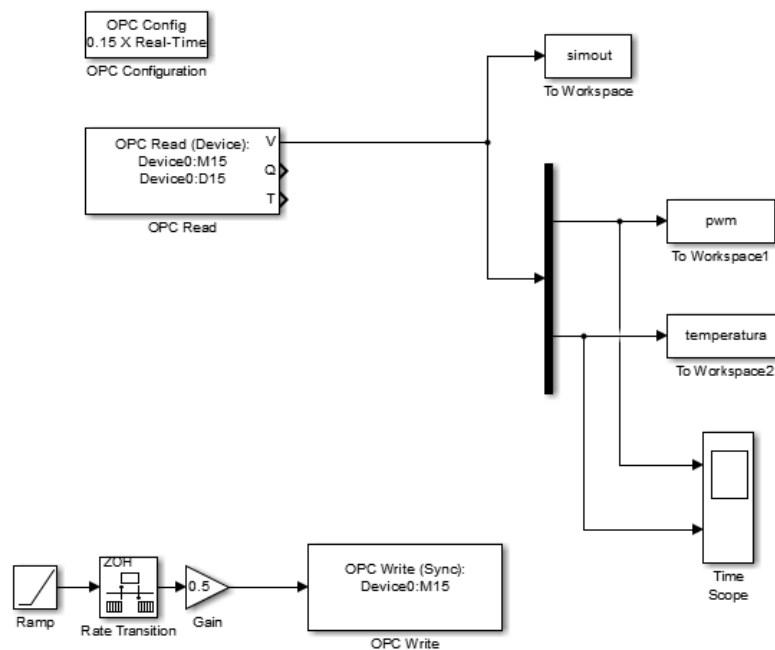 OPC Config
0.15 X Real-Time
OPC Configuration
simout
To Workspace
OPC Read (Device):
Device0:M15
Device0:D15
V
Q
T
OPC Read
pwm
To Workspace1
temperatura
To Workspace2
Time
Scope
ZOH
Ramp
Rate Transition
0.5
Gain
OPC Write (Sync):
Device0:M15
OPC Write